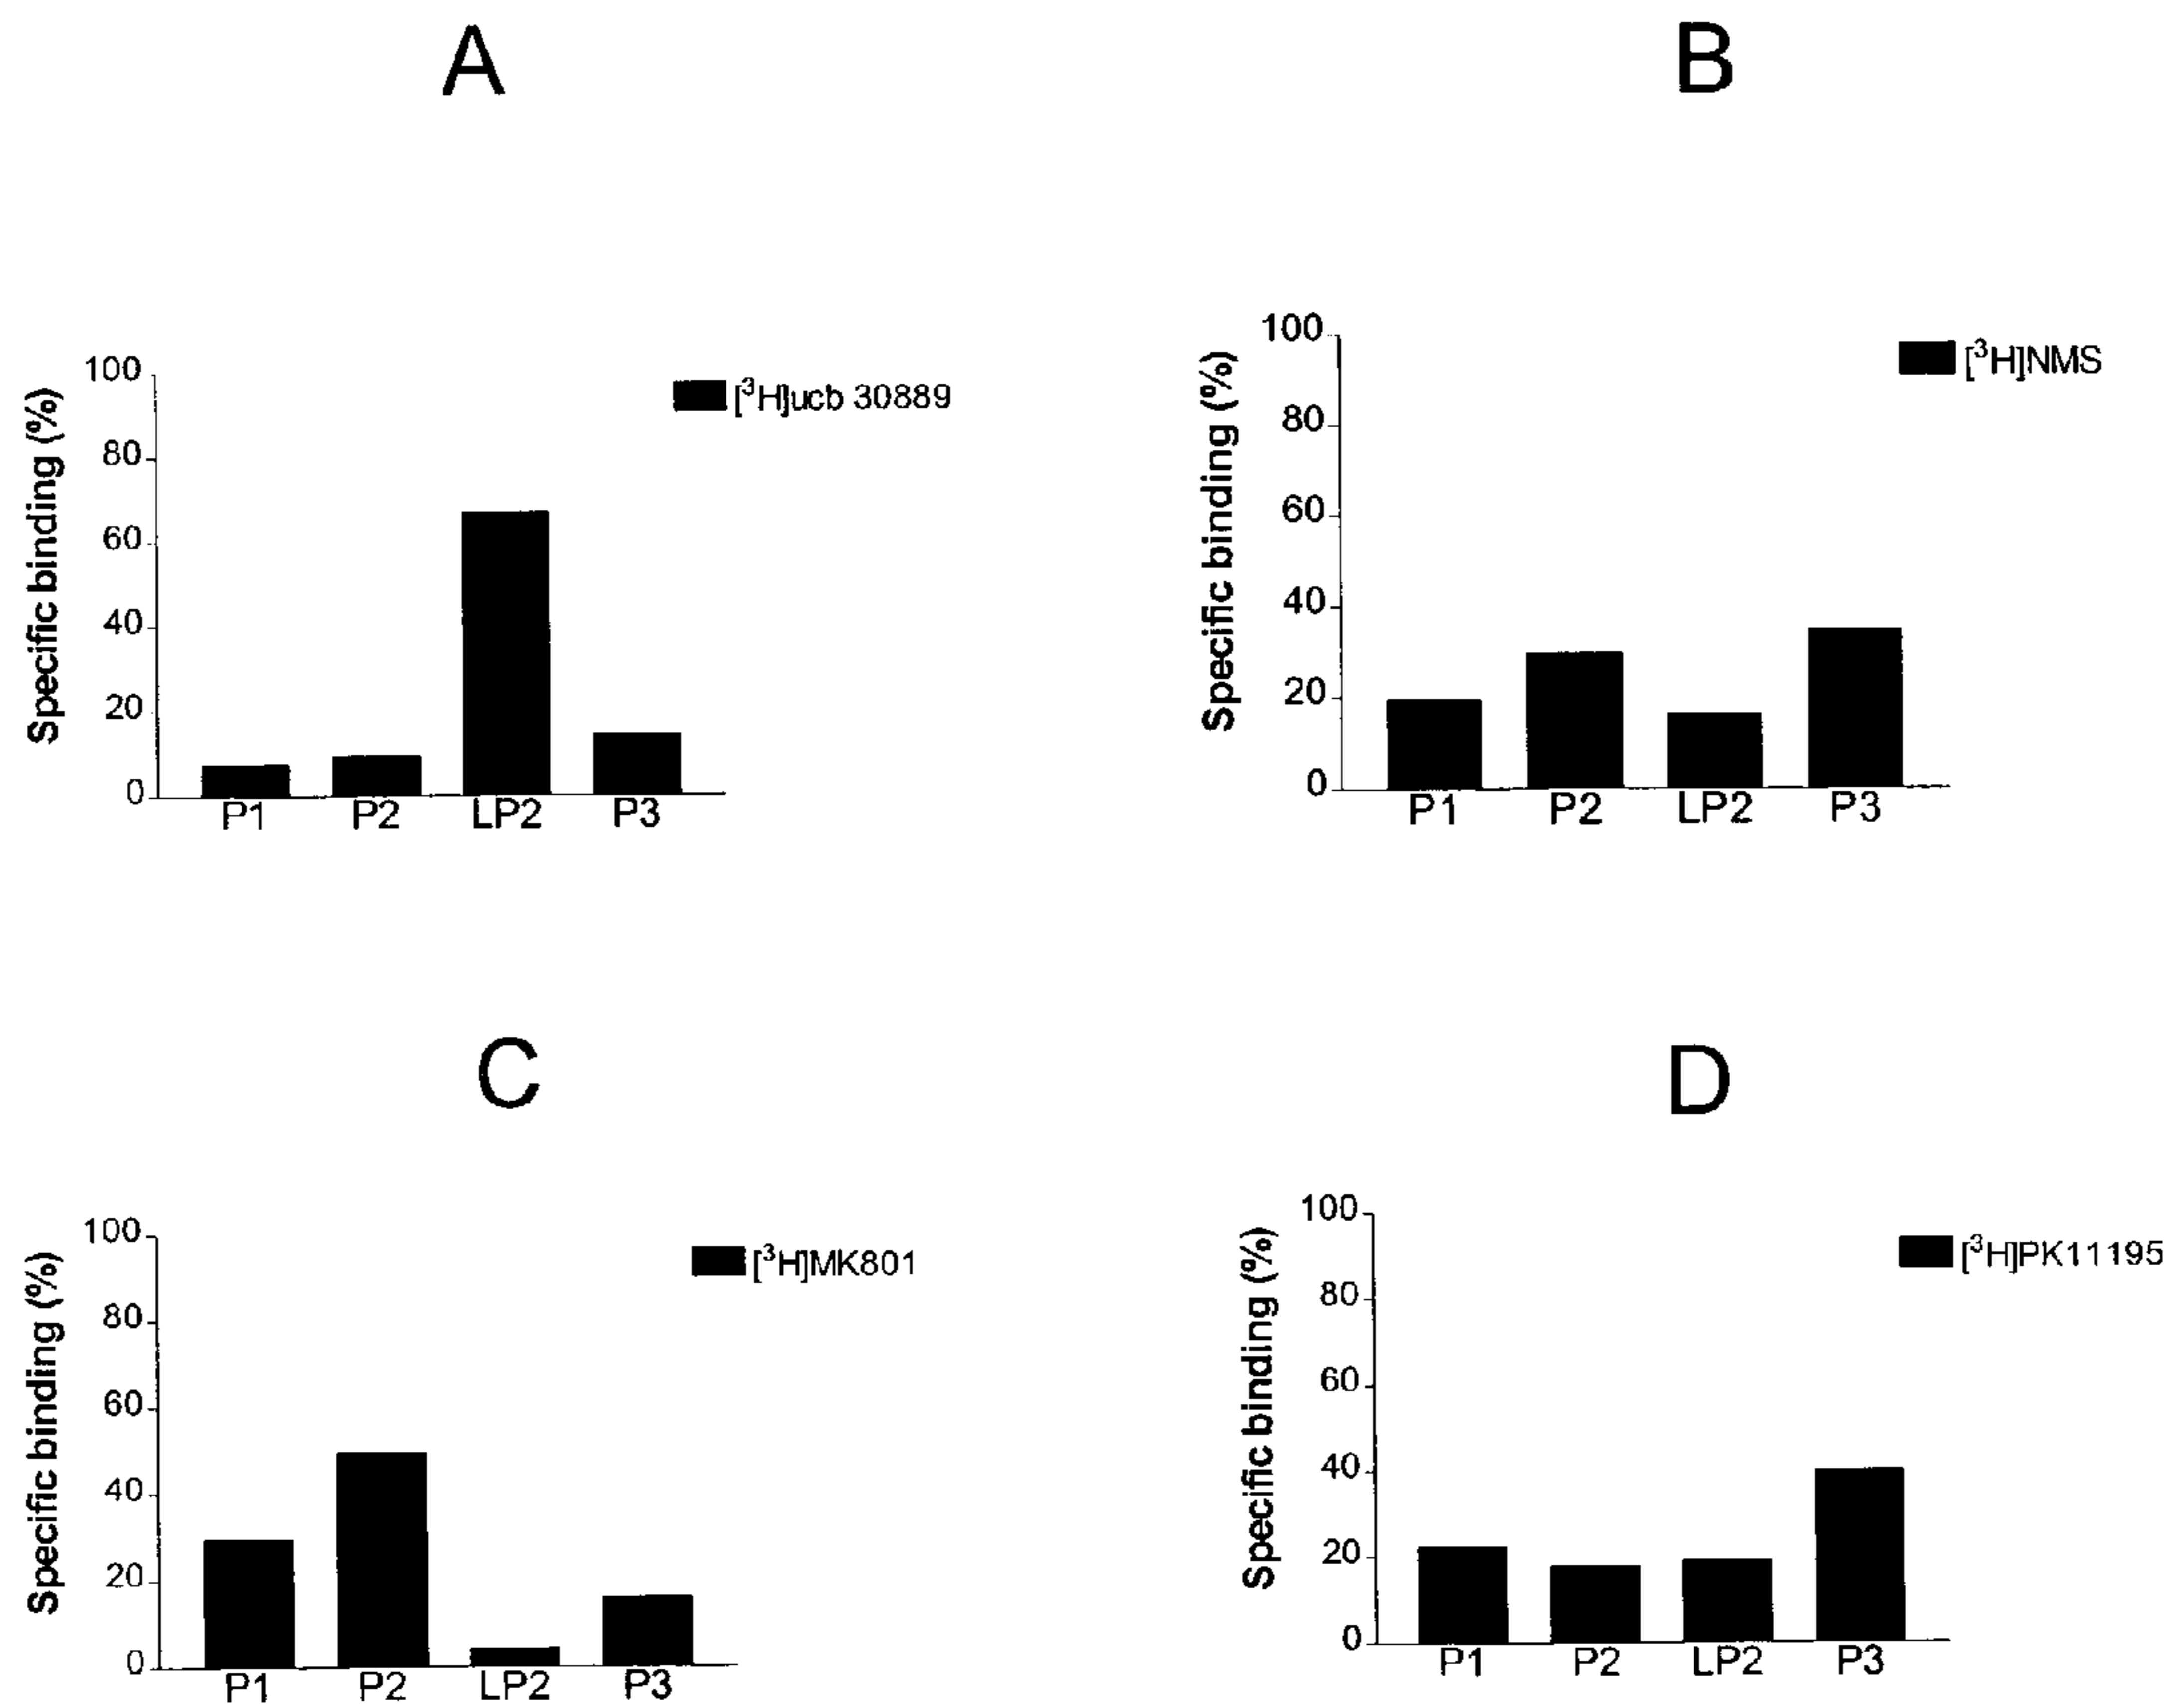 A
B
Specific binding (%)
100
80
60
40
20
0
[³H]ucb 30889
P1 P2 LP2 P3
Specific binding (%)
100
80
60
40
20
0
[³H]NMS
P1 P2 LP2 P3
C
D
Specific binding (%)
100
80
60
40
20
0
[³H]MK801
P1 P2 LP2 P3
Specific binding (%)
100
80
60
40
20
0
[³H]PK11195
P1 P2 LP2 P3